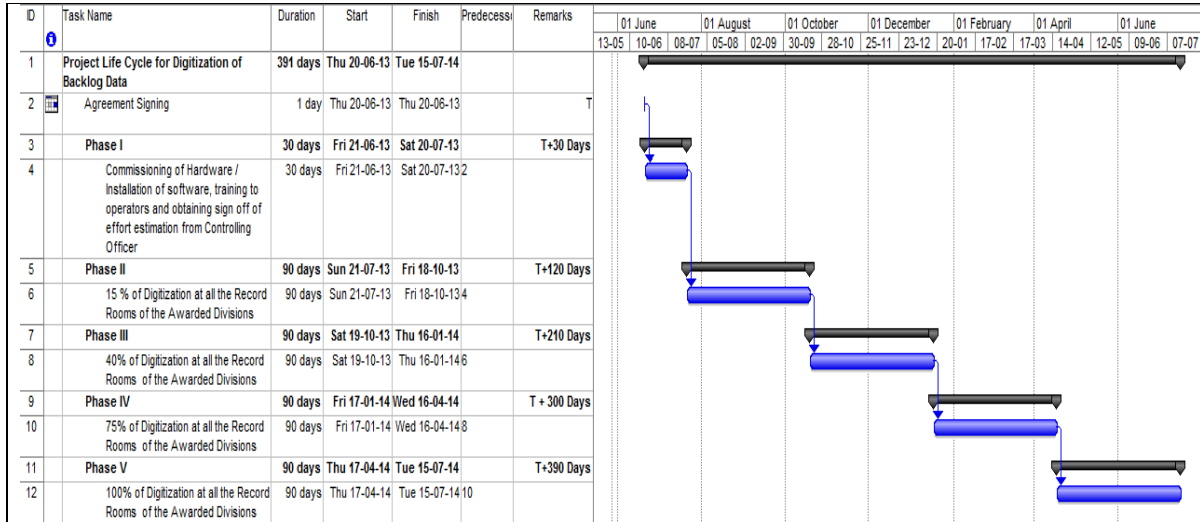 ID Task Name Duration Start Finish Predecess Remarks 01 June 01 August 01 October 01 December 01 February 01 April 01 June
13-05 10-06 08-07 05-08 02-09 30-09 28-10 25-11 23-12 20-01 17-02 17-03 14-04 12-05 09-06 07-07
1 Project Life Cycle for Digitization of 391 days Thu 20-06-13 Tue 15-07-14
Backlog Data
2 Agreement Signing 1 day Thu 20-06-13 Thu 20-06-13 T
3 Phase I 30 days Fri 21-06-13 Sat 20-07-13 T+30 Days
4 Commissioning of Hardware / 30 days Fri 21-06-13 Sat 20-07-13 2
Installation of software, training to
operators and obtaining sign off of
effort estimation from Controlling
Officer
5 Phase II 90 days Sun 21-07-13 Fri 18-10-13 T+120 Days
6 15 % of Digitization at all the Record 90 days Sun 21-07-13 Fri 18-10-13 4
Rooms of the Awarded Divisions
7 Phase III 90 days Sat 19-10-13 Thu 16-01-14 T+210 Days
8 40% of Digitization at all the Record 90 days Sat 19-10-13 Thu 16-01-14 6
Rooms of the Awarded Divisions
9 Phase IV 90 days Fri 17-01-14 Wed 16-04-14 T + 300 Days
10 75% of Digitization at all the Record 90 days Fri 17-01-14 Wed 16-04-14 8
Rooms of the Awarded Divisions
11 Phase V 90 days Thu 17-04-14 Tue 15-07-14 T+390 Days
12 100% of Digitization at all the Record 90 days Thu 17-04-14 Tue 15-07-14 10
Rooms of the Awarded Divisions